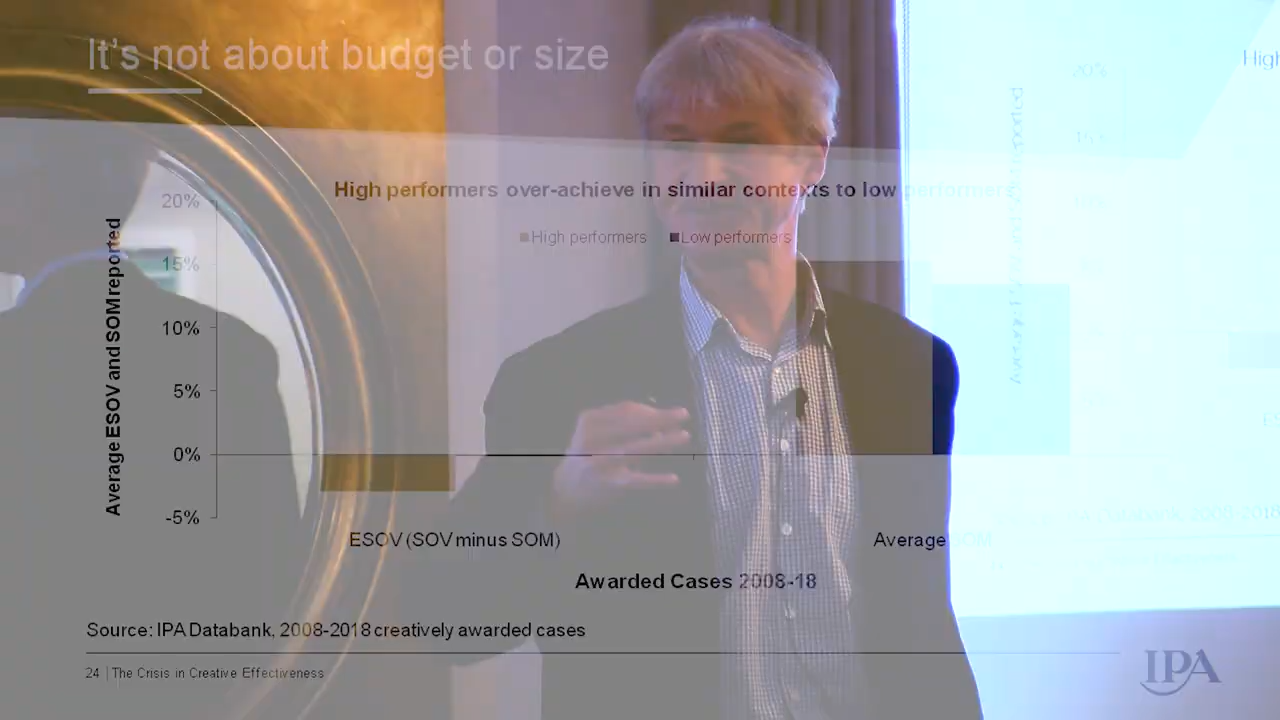 It's not about budget or size
High performers over-achieve in similar contexts to low performers
High performers Low performers
Average ESOV and SOM reported
20%
15%
10%
5%
0%
-5%
ESOV (SOV minus SOM)
Average SOM
Awarded Cases 2008-18
Source: IPA Databank, 2008-2018 creatively awarded cases
24 | The Crisis in Creative Effectiveness
IPA
20%
High